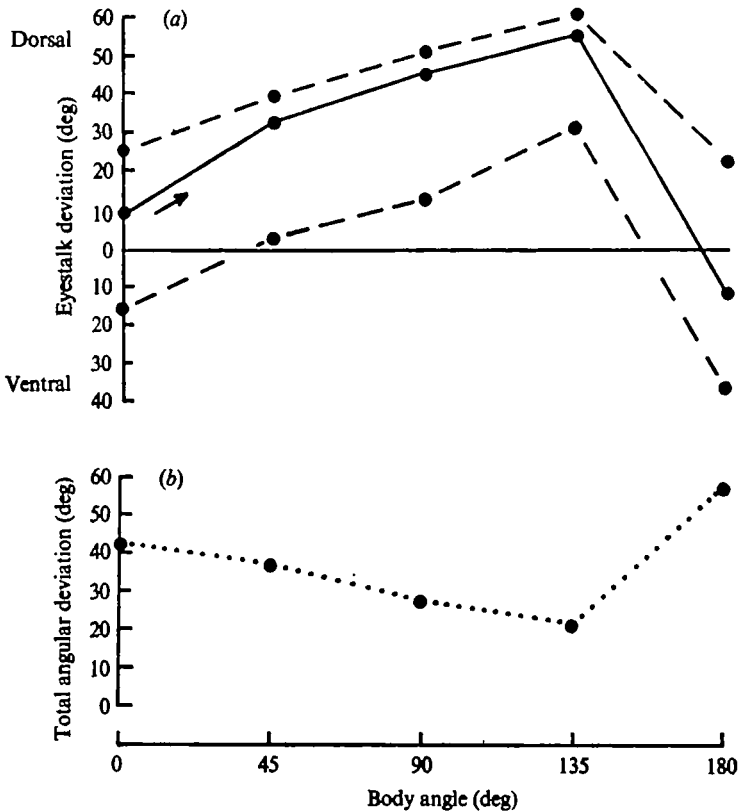 (a)
Dorsal
Ventral
Eyestalk deviation (deg)
60
50
40
30
20
10
0
10
20
30
40
(b)
Total angular deviation (deg)
60
50
40
30
20
10
0
0 45 90 135 180
Body angle (deg)